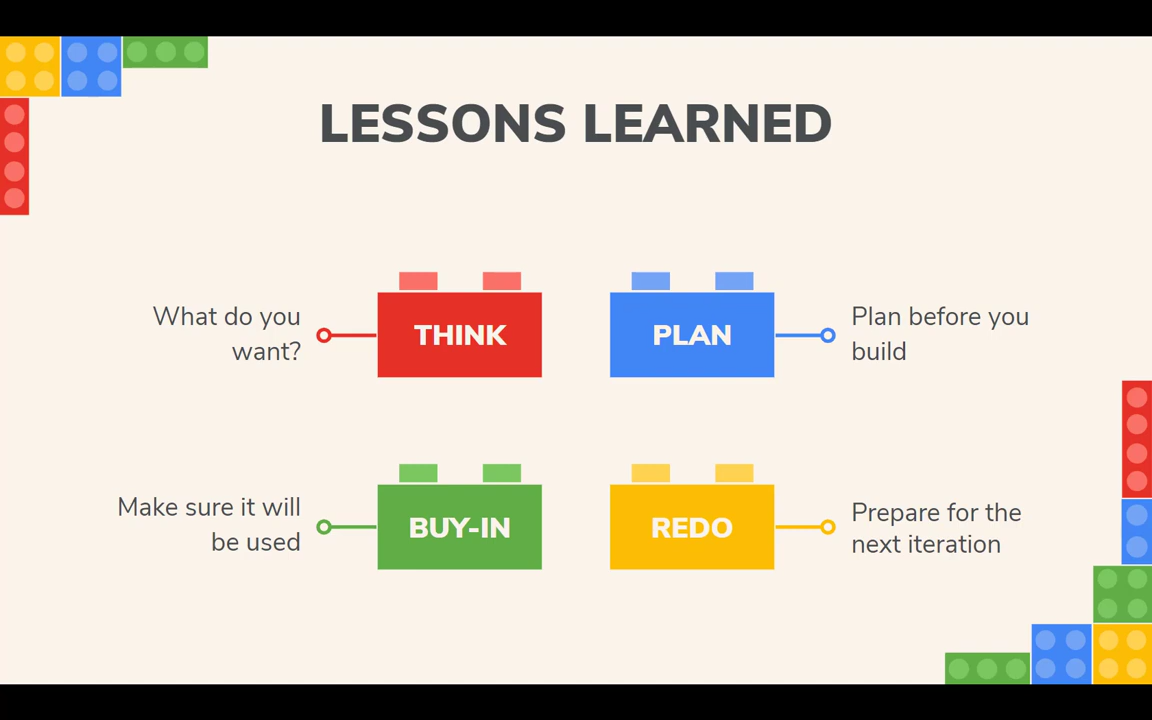 LESSONS LEARNED
What do you
want?
THINK
PLAN
Plan before you
build
Make sure it will
be used
BUY-IN
REDO
Prepare for the
next iteration